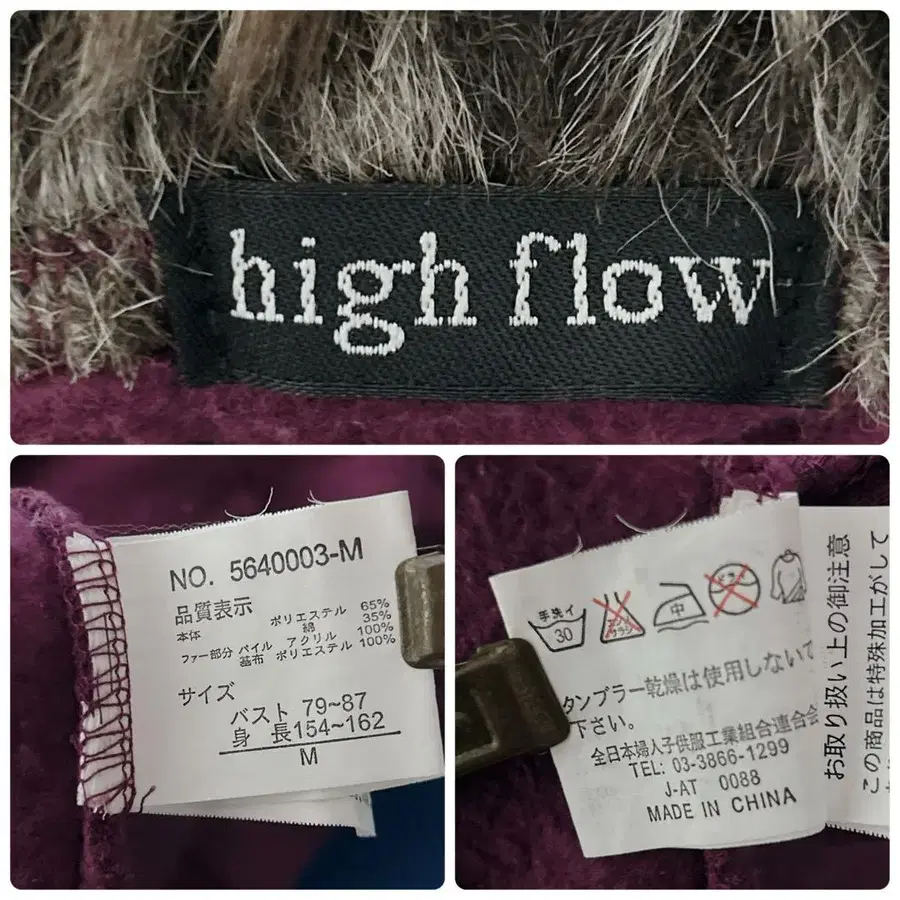 high flow
NO. 5640003-M
品質表示
本体 ポリエステル 65%
綿 35%
ファー部分 パイル アクリル 100%
基布 ポリエステル 100%
サイズ
バスト 79~87
身長154~162
M
手洗イ
30
中
タンブラー乾燥は使用しないで
下さい。
全日本婦人子供服工業組合連合会
TEL: 03-3866-1299
J-AT 0088
MADE IN CHINA
お取り扱い上の御注意
この商品は特殊加工がして